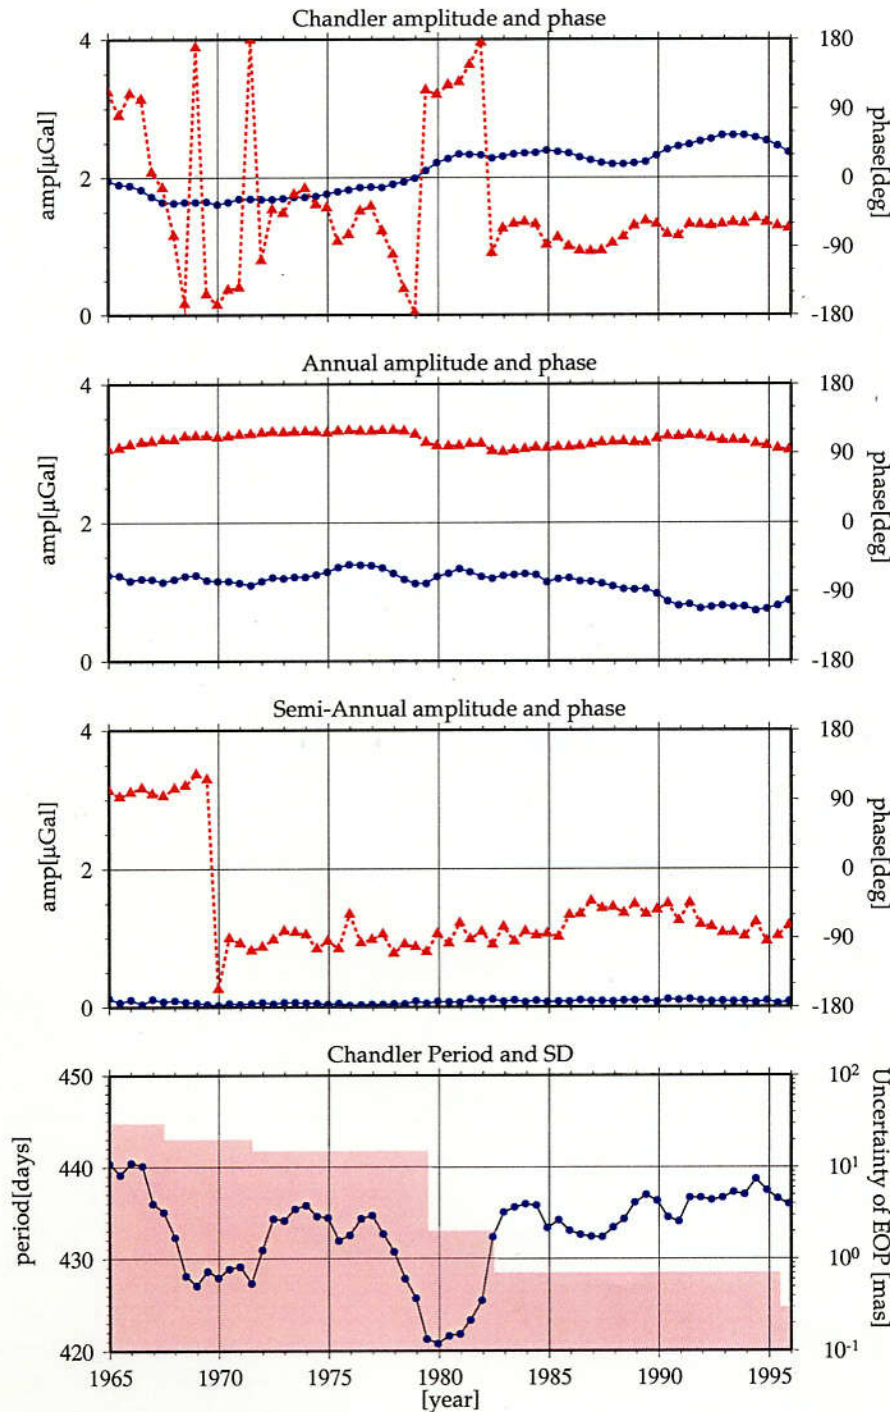 Chandler amplitude and phase
4
2
0
amp[μGal]
180
90
0
-90
-180
phase[deg]
Annual amplitude and phase
4
2
0
amp[μGal]
180
90
0
-90
-180
phase[deg]
Semi-Annual amplitude and phase
4
2
0
amp[μGal]
180
90
0
-90
-180
phase[deg]
Chandler Period and SD
450
440
430
420
period[days]
10²
10¹
10⁰
10⁻¹
Uncertainty of EOP [mas]
1965 1970 1975 1980 1985 1990 1995
[year]